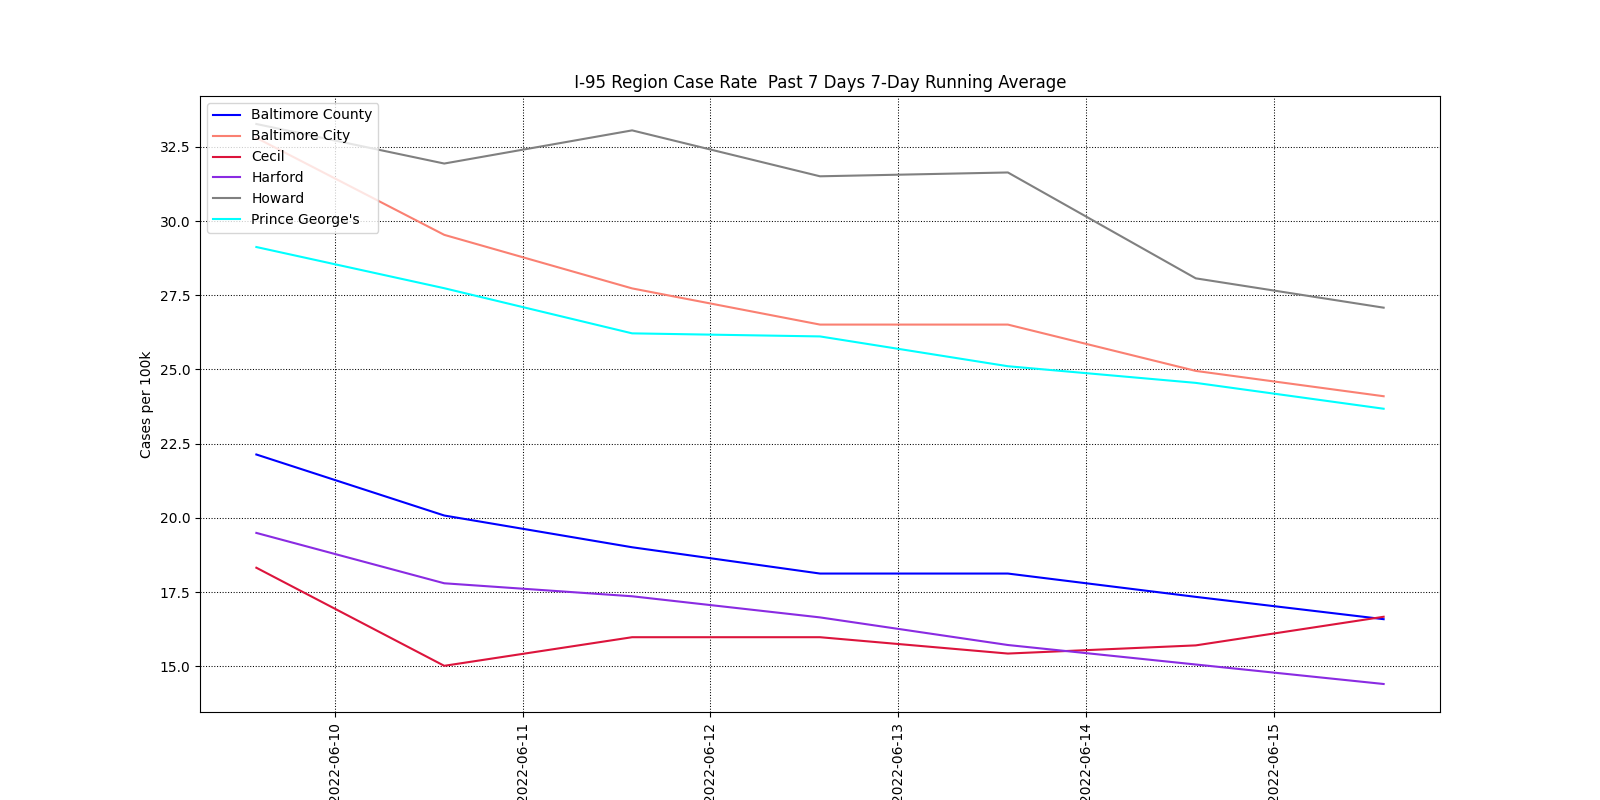 I-95 Region Case Rate  Past 7 Days 7-Day Running Average
Baltimore County
Baltimore City
Cecil
Harford
Howard
Prince George's
Cases per 100k
32.5
30.0
27.5
25.0
22.5
20.0
17.5
15.0
2022-06-10
2022-06-11
2022-06-12
2022-06-13
2022-06-14
2022-06-15